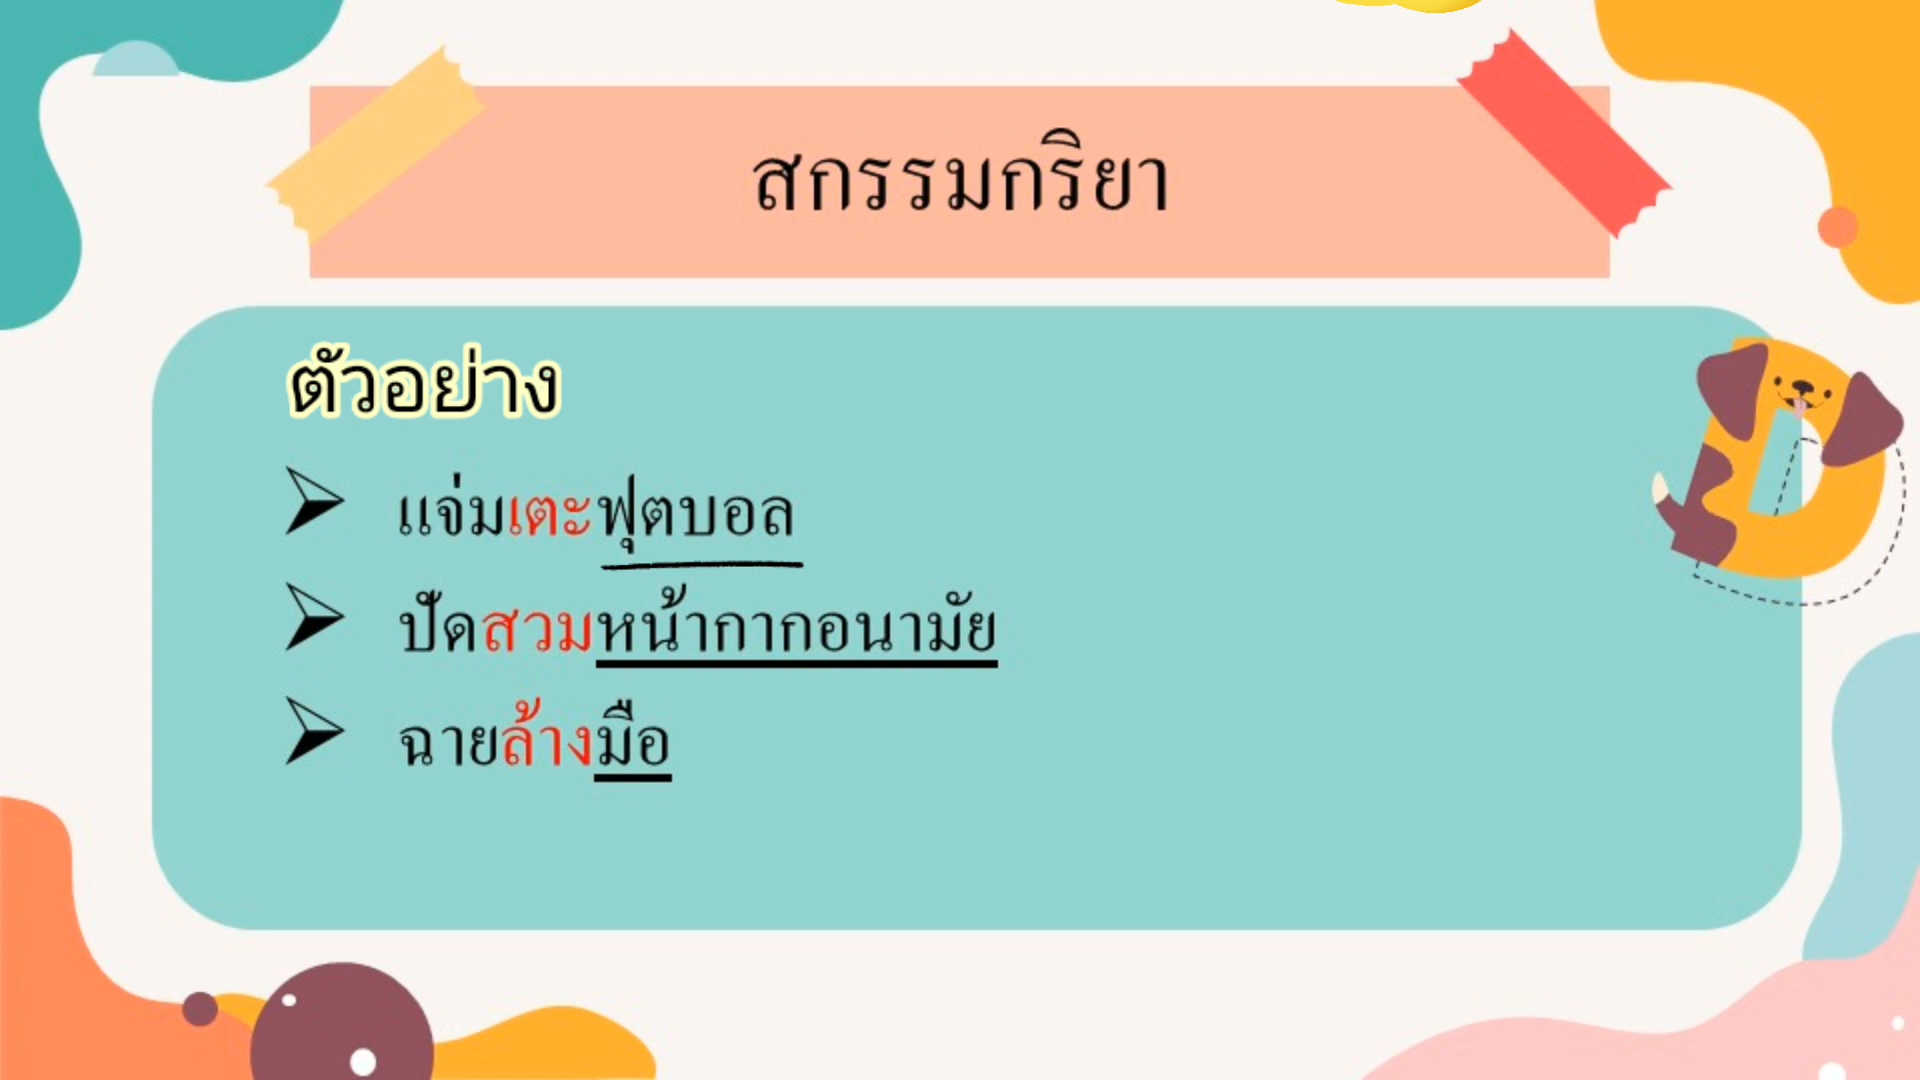 สกรรมกริยา
ตัวอย่าง
แจ่มเตะฟุตบอล
ปัดสวมหน้ากากอนามัย
ฉายล้างมือ